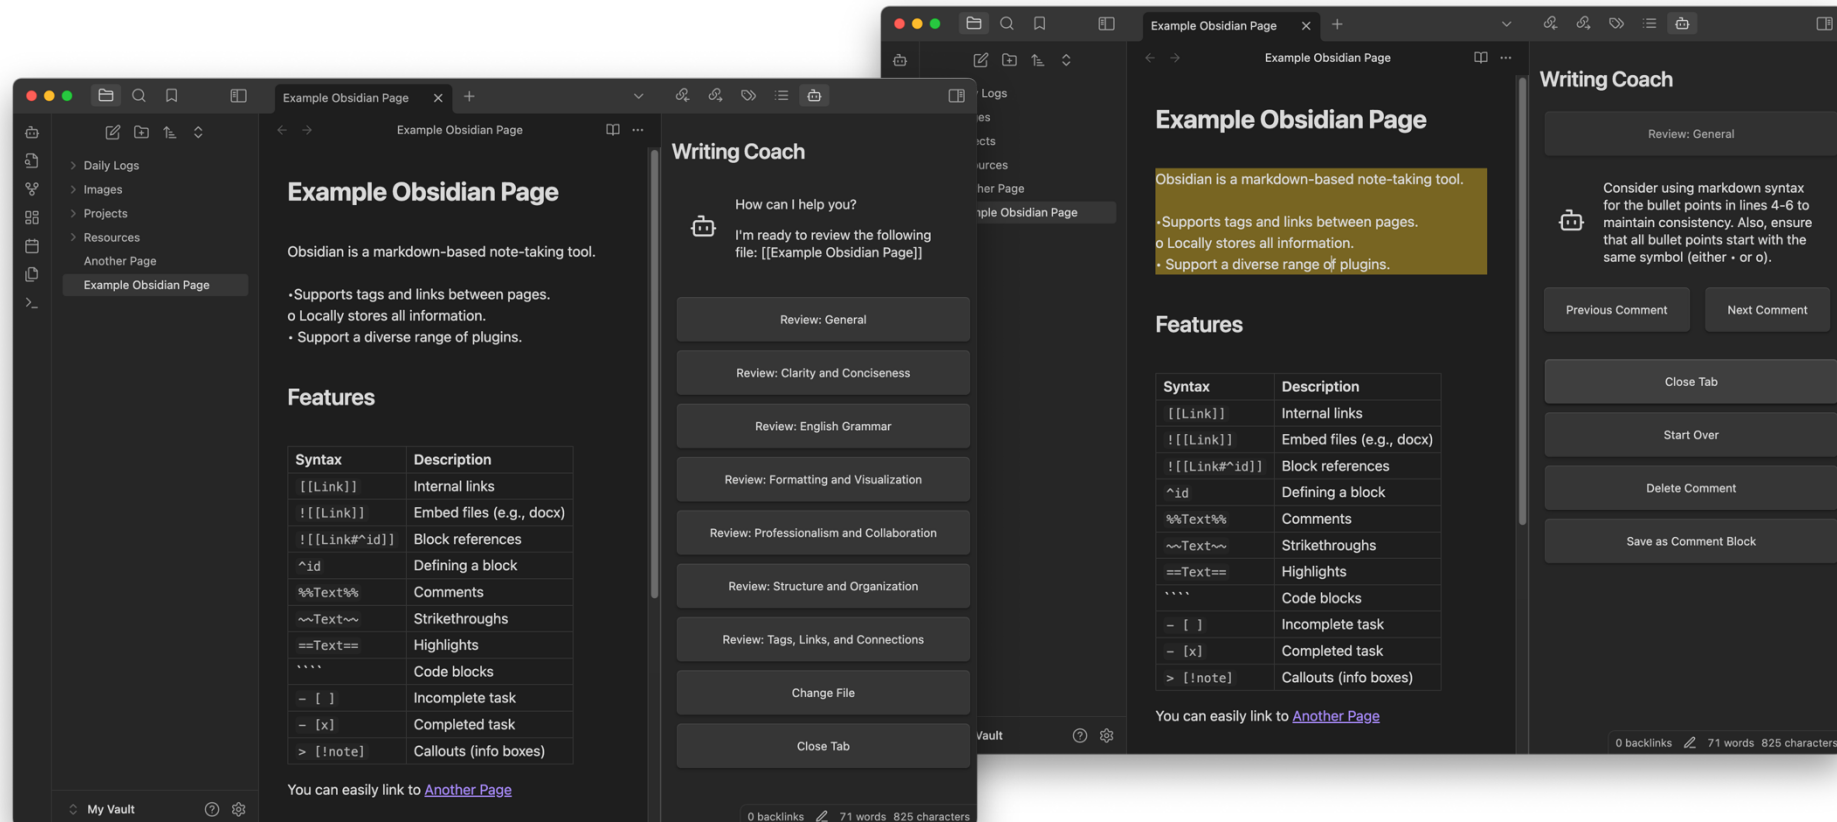 Example Obsidian Page
Example Obsidian Page
Daily Logs
Images
Projects
Resources
Another Page
Example Obsidian Page
My Vault
Example Obsidian Page
Obsidian is a markdown-based note-taking tool.
•Supports tags and links between pages.
o Locally stores all information.
• Support a diverse range of plugins.
Features
Syntax Description
[[Link]] Internal links
![[Link]] Embed files (e.g., docx)
![[Link#^id]] Block references
^id Defining a block
%%Text%% Comments
~~Text~~ Strikethroughs
==Text== Highlights
```` Code blocks
- [ ] Incomplete task
- [x] Completed task
> [!note] Callouts (info boxes)
You can easily link to Another Page
Writing Coach
How can I help you?
I'm ready to review the following
file: [[Example Obsidian Page]]
Review: General
Review: Clarity and Conciseness
Review: English Grammar
Review: Formatting and Visualization
Review: Professionalism and Collaboration
Review: Structure and Organization
Review: Tags, Links, and Connections
Change File
Close Tab
0 backlinks 71 words 825 characters
Example Obsidian Page
Example Obsidian Page
Logs
es
cts
urces
her Page
mple Obsidian Page
Vault
Example Obsidian Page
Obsidian is a markdown-based note-taking tool.
•Supports tags and links between pages.
o Locally stores all information.
• Support a diverse range of plugins.
Features
Syntax Description
[[Link]] Internal links
![[Link]] Embed files (e.g., docx)
![[Link#^id]] Block references
^id Defining a block
%%Text%% Comments
~~Text~~ Strikethroughs
==Text== Highlights
```` Code blocks
- [ ] Incomplete task
- [x] Completed task
> [!note] Callouts (info boxes)
You can easily link to Another Page
Writing Coach
Review: General
Consider using markdown syntax
for the bullet points in lines 4-6 to
maintain consistency. Also, ensure
that all bullet points start with the
same symbol (either • or o).
Previous Comment Next Comment
Close Tab
Start Over
Delete Comment
Save as Comment Block
0 backlinks 71 words 825 characters